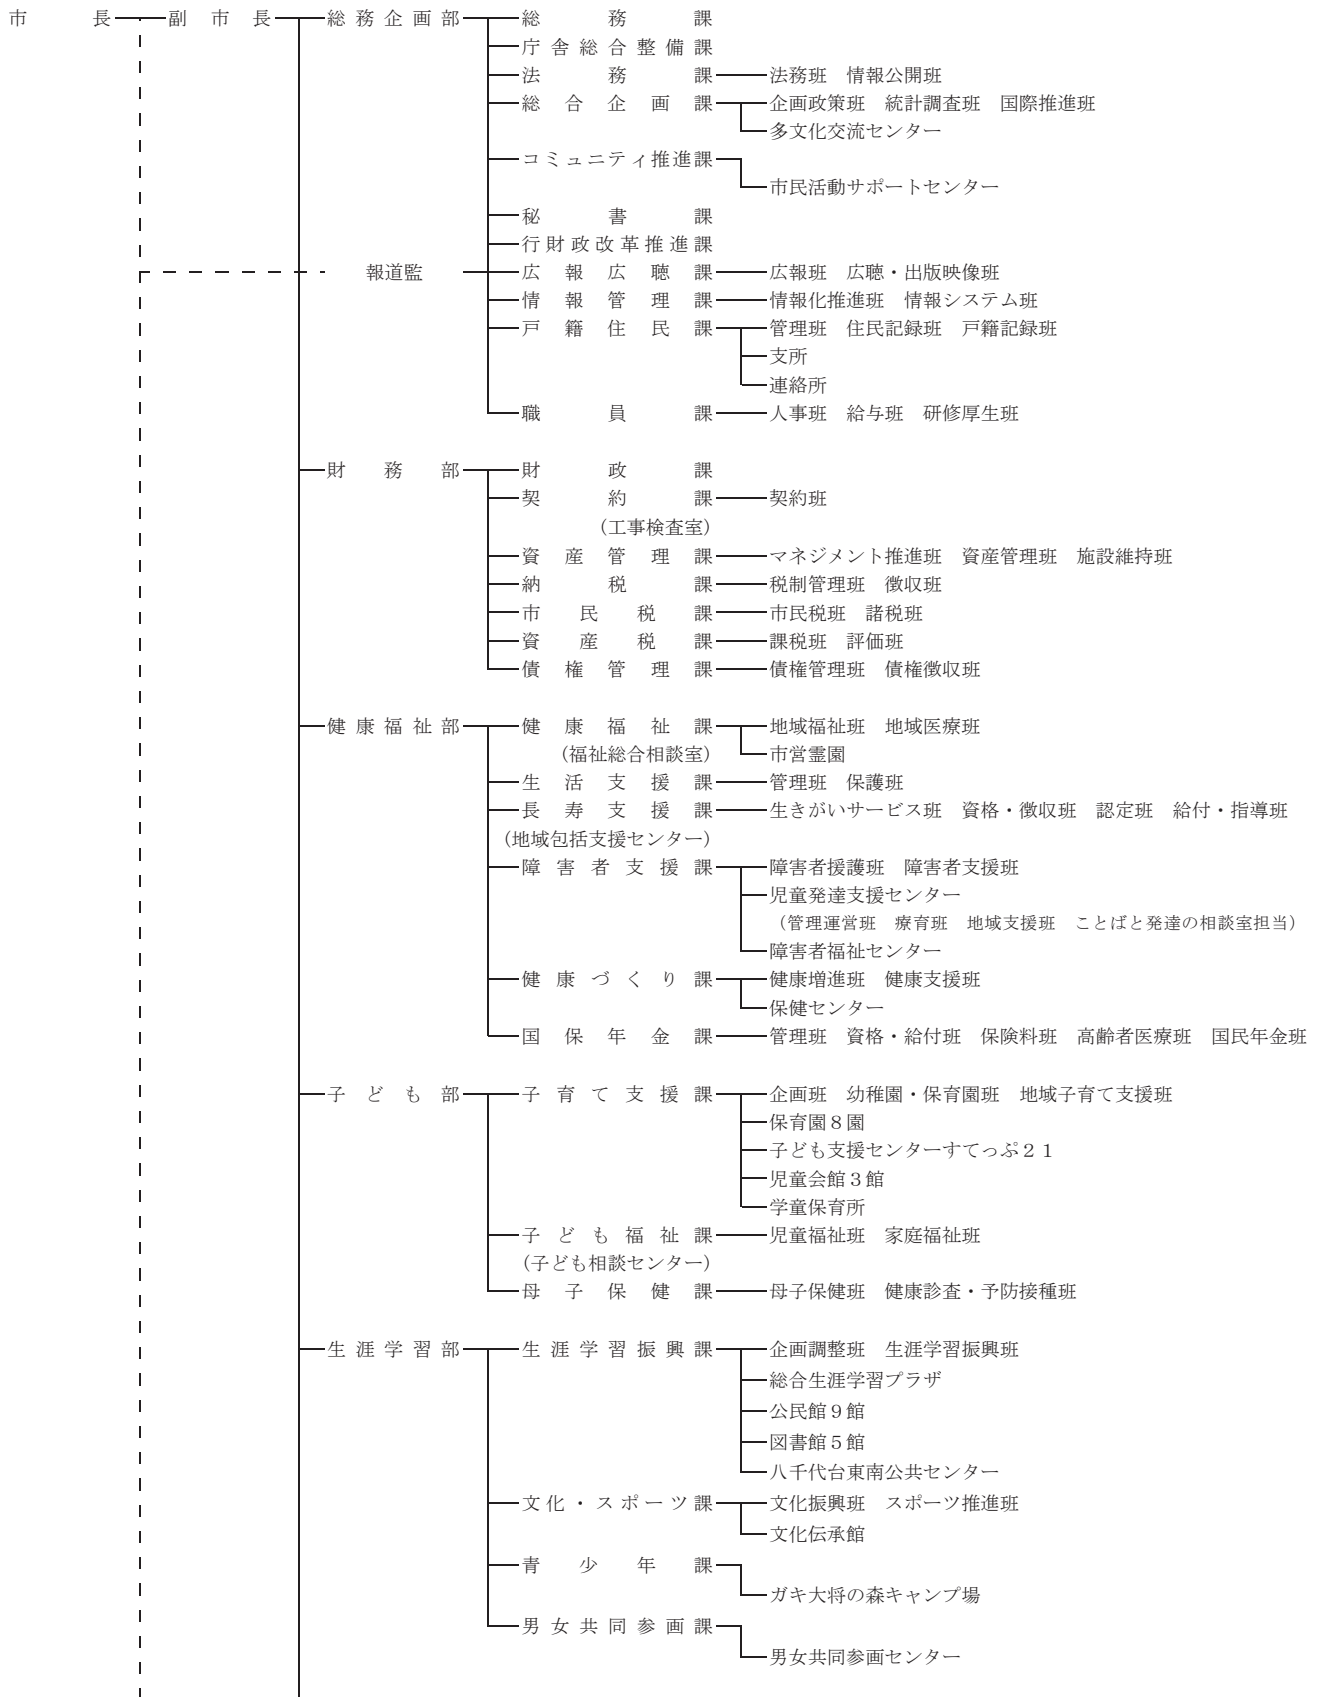 市長 副市長 総務企画部 総務課
庁舎総合整備課
法務課 法務班　情報公開班
総合企画課 企画政策班　統計調査班　国際推進班
多文化交流センター
コミュニティ推進課
市民活動サポートセンター
秘書課
行財政改革推進課
報道監 広報広聴課 広報班　広聴・出版映像班
情報管理課 情報化推進班　情報システム班
戸籍住民課 管理班　住民記録班　戸籍記録班
支所
連絡所
職員課 人事班　給与班　研修厚生班
財務部 財政課
契約課 契約班
（工事検査室）
資産管理課 マネジメント推進班　資産管理班　施設維持班
納税課 税制管理班　徴収班
市民税課 市民税班　諸税班
資産税課 課税班　評価班
債権管理課 債権管理班　債権徴収班
健康福祉部 健康福祉課 地域福祉班　地域医療班
（福祉総合相談室） 市営霊園
生活支援課 管理班　保護班
長寿支援課 生きがいサービス班　資格・徴収班　認定班　給付・指導班
（地域包括支援センター）
障害者支援課 障害者援護班　障害者支援班
児童発達支援センター
（管理運営班　療育班　地域支援班　ことばと発達の相談室担当）
障害者福祉センター
健康づくり課 健康増進班　健康支援班
保健センター
国保年金課 管理班　資格・給付班　保険料班　高齢者医療班　国民年金班
子ども部 子育て支援課 企画班　幼稚園・保育園班　地域子育て支援班
保育園８園
子ども支援センターすてっぷ２１
児童会館３館
学童保育所
子ども福祉課 児童福祉班　家庭福祉班
（子ども相談センター）
母子保健課 母子保健班　健康診査・予防接種班
生涯学習部 生涯学習振興課 企画調整班　生涯学習振興班
総合生涯学習プラザ
公民館９館
図書館５館
八千代台東南公共センター
文化・スポーツ課 文化振興班　スポーツ推進班
文化伝承館
青少年課
ガキ大将の森キャンプ場
男女共同参画課
男女共同参画センター